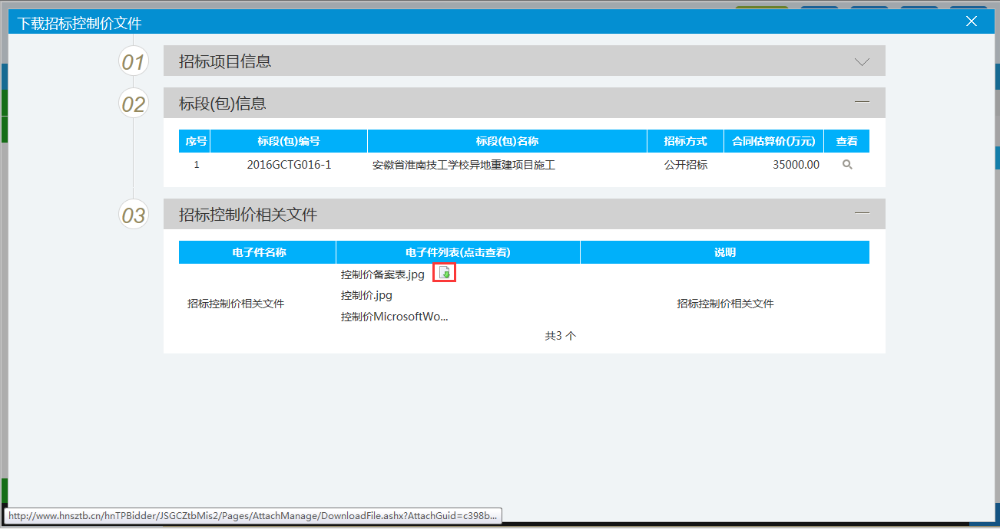 下载招标控制价文件
01 招标项目信息
02 标段(包)信息
序号 标段(包)编号 标段(包)名称 招标方式 合同估算价(万元) 查看
1 2016GCTG016-1 安徽省淮南技工学校异地重建项目施工 公开招标 35000.00
03 招标控制价相关文件
电子件名称 电子件列表(点击查看) 说明
控制价备案表.jpg
控制价.jpg
招标控制价相关文件 招标控制价相关文件
控制价MicrosoftWo...
共3 个
http://www.hnsztb.cn/hnTPBidder/JSGCZtbMis2/Pages/AttachManage/DownloadFile.ashx?AttachGuid=c398b...